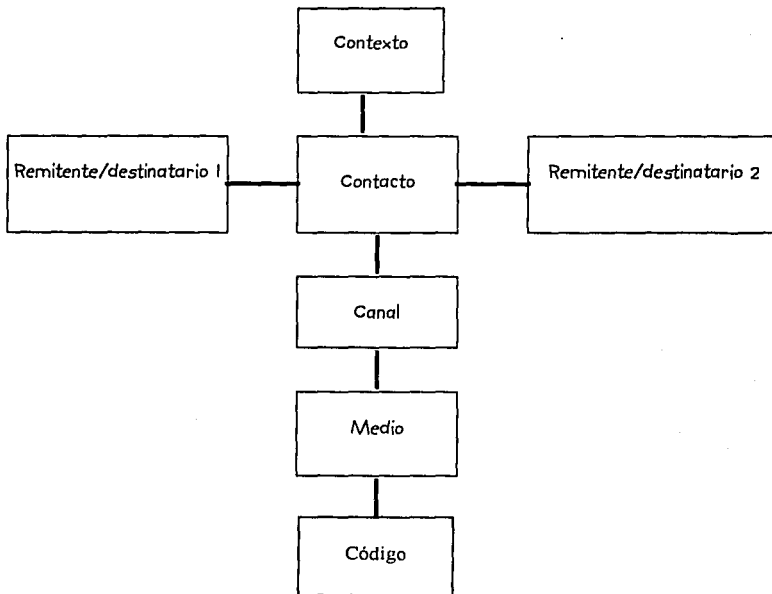 Contexto
Remitente/destinatario 1
Contacto
Remitente/destinatario 2
Canal
Medio
Código